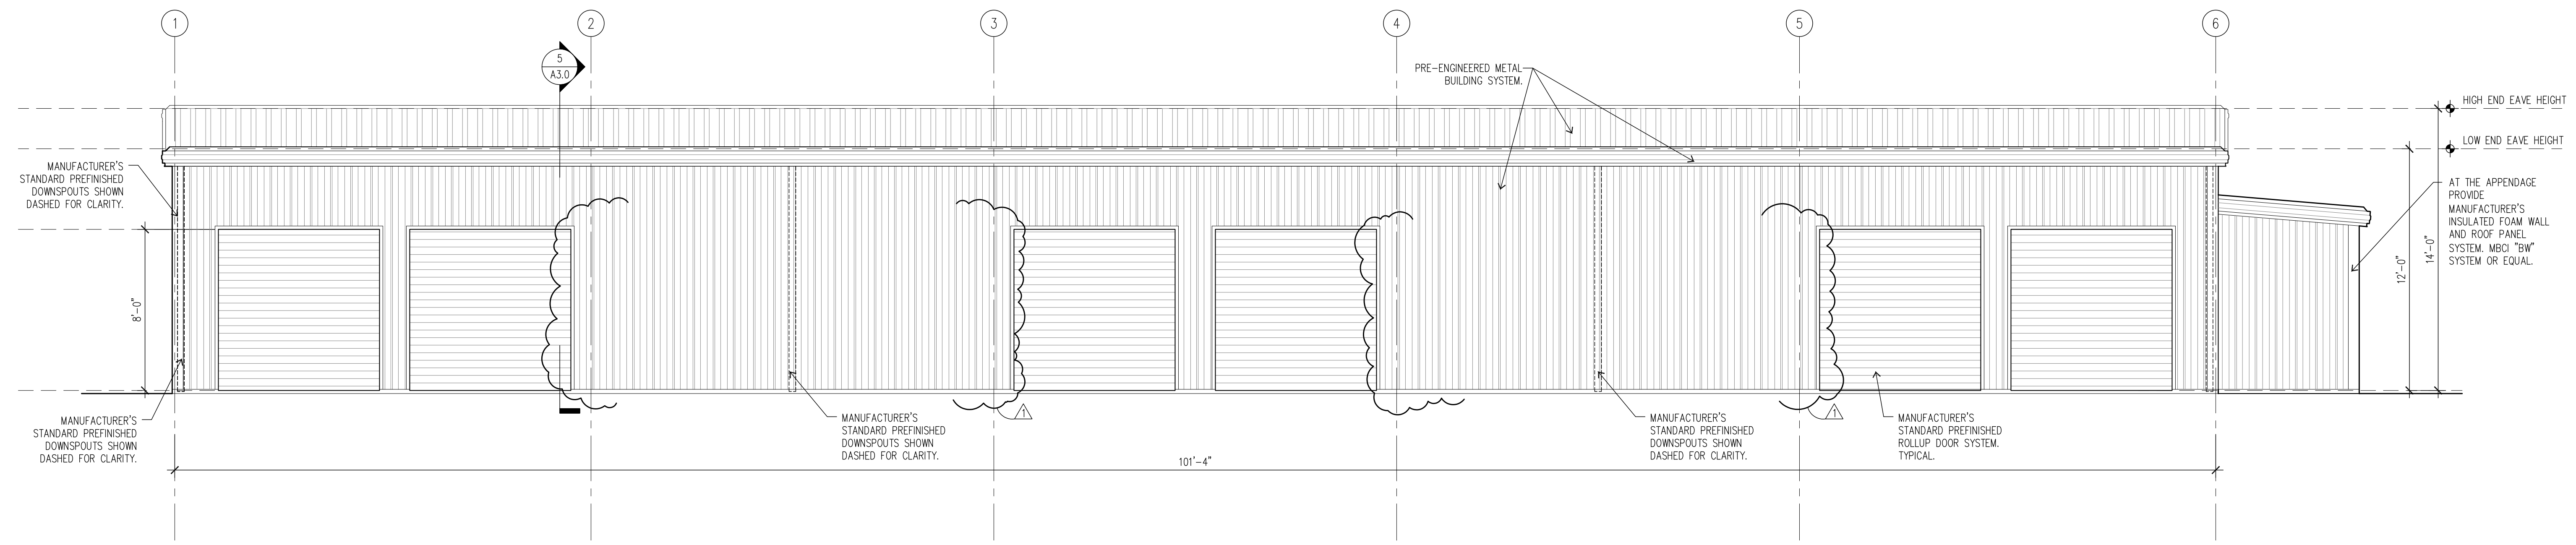 1
2
3
4
5
6
5
A3.0
PRE-ENGINEERED METAL
BUILDING SYSTEM.
HIGH END EAVE HEIGHT
LOW END EAVE HEIGHT
MANUFACTURER'S
STANDARD PREFINISHED
DOWNSPOUTS SHOWN
DASHED FOR CLARITY.
AT THE APPENDAGE
PROVIDE
MANUFACTURER'S
INSULATED FOAM WALL
AND ROOF PANEL
SYSTEM. MBCI "BW"
SYSTEM OR EQUAL.
8'-0"
12'-0"
14'-0"
MANUFACTURER'S
STANDARD PREFINISHED
DOWNSPOUTS SHOWN
DASHED FOR CLARITY.
MANUFACTURER'S
STANDARD PREFINISHED
DOWNSPOUTS SHOWN
DASHED FOR CLARITY.
1
MANUFACTURER'S
STANDARD PREFINISHED
DOWNSPOUTS SHOWN
DASHED FOR CLARITY.
1
MANUFACTURER'S
STANDARD PREFINISHED
ROLLUP DOOR SYSTEM.
TYPICAL.
101'-4"